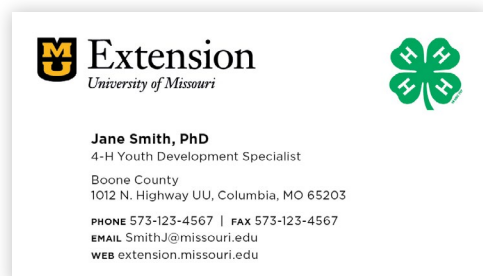 MU Extension
University of Missouri
H H H H
Jane Smith, PhD
4-H Youth Development Specialist
Boone County
1012 N. Highway UU, Columbia, MO 65203
PHONE 573-123-4567 | FAX 573-123-4567
EMAIL SmithJ@missouri.edu
WEB extension.missouri.edu